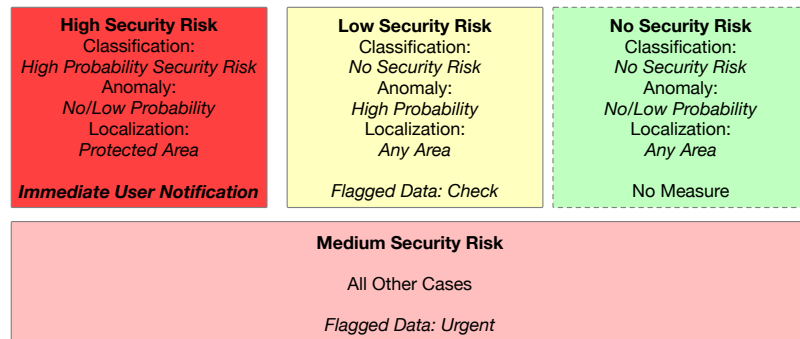 High Security Risk
Classification:
High Probability Security Risk
Anomaly:
No/Low Probability
Localization:
Protected Area
Immediate User Notification
Low Security Risk
Classification:
No Security Risk
Anomaly:
High Probability
Localization:
Any Area
Flagged Data: Check
No Security Risk
Classification:
No Security Risk
Anomaly:
No/Low Probability
Localization:
Any Area
No Measure
Medium Security Risk
All Other Cases
Flagged Data: Urgent